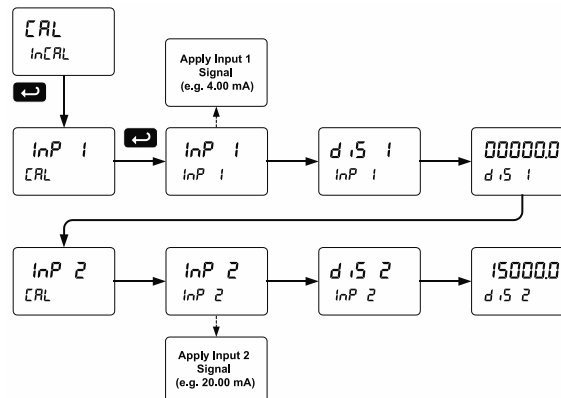 CAL
InCAL
Apply Input 1
Signal
(e.g. 4.00 mA)
InP 1
CAL
InP 1
InP 1
diS 1
InP 1
00000.0
diS 1
InP 2
CAL
InP 2
InP 2
diS 2
InP 2
15000.0
diS 2
Apply Input 2
Signal
(e.g. 20.00 mA)